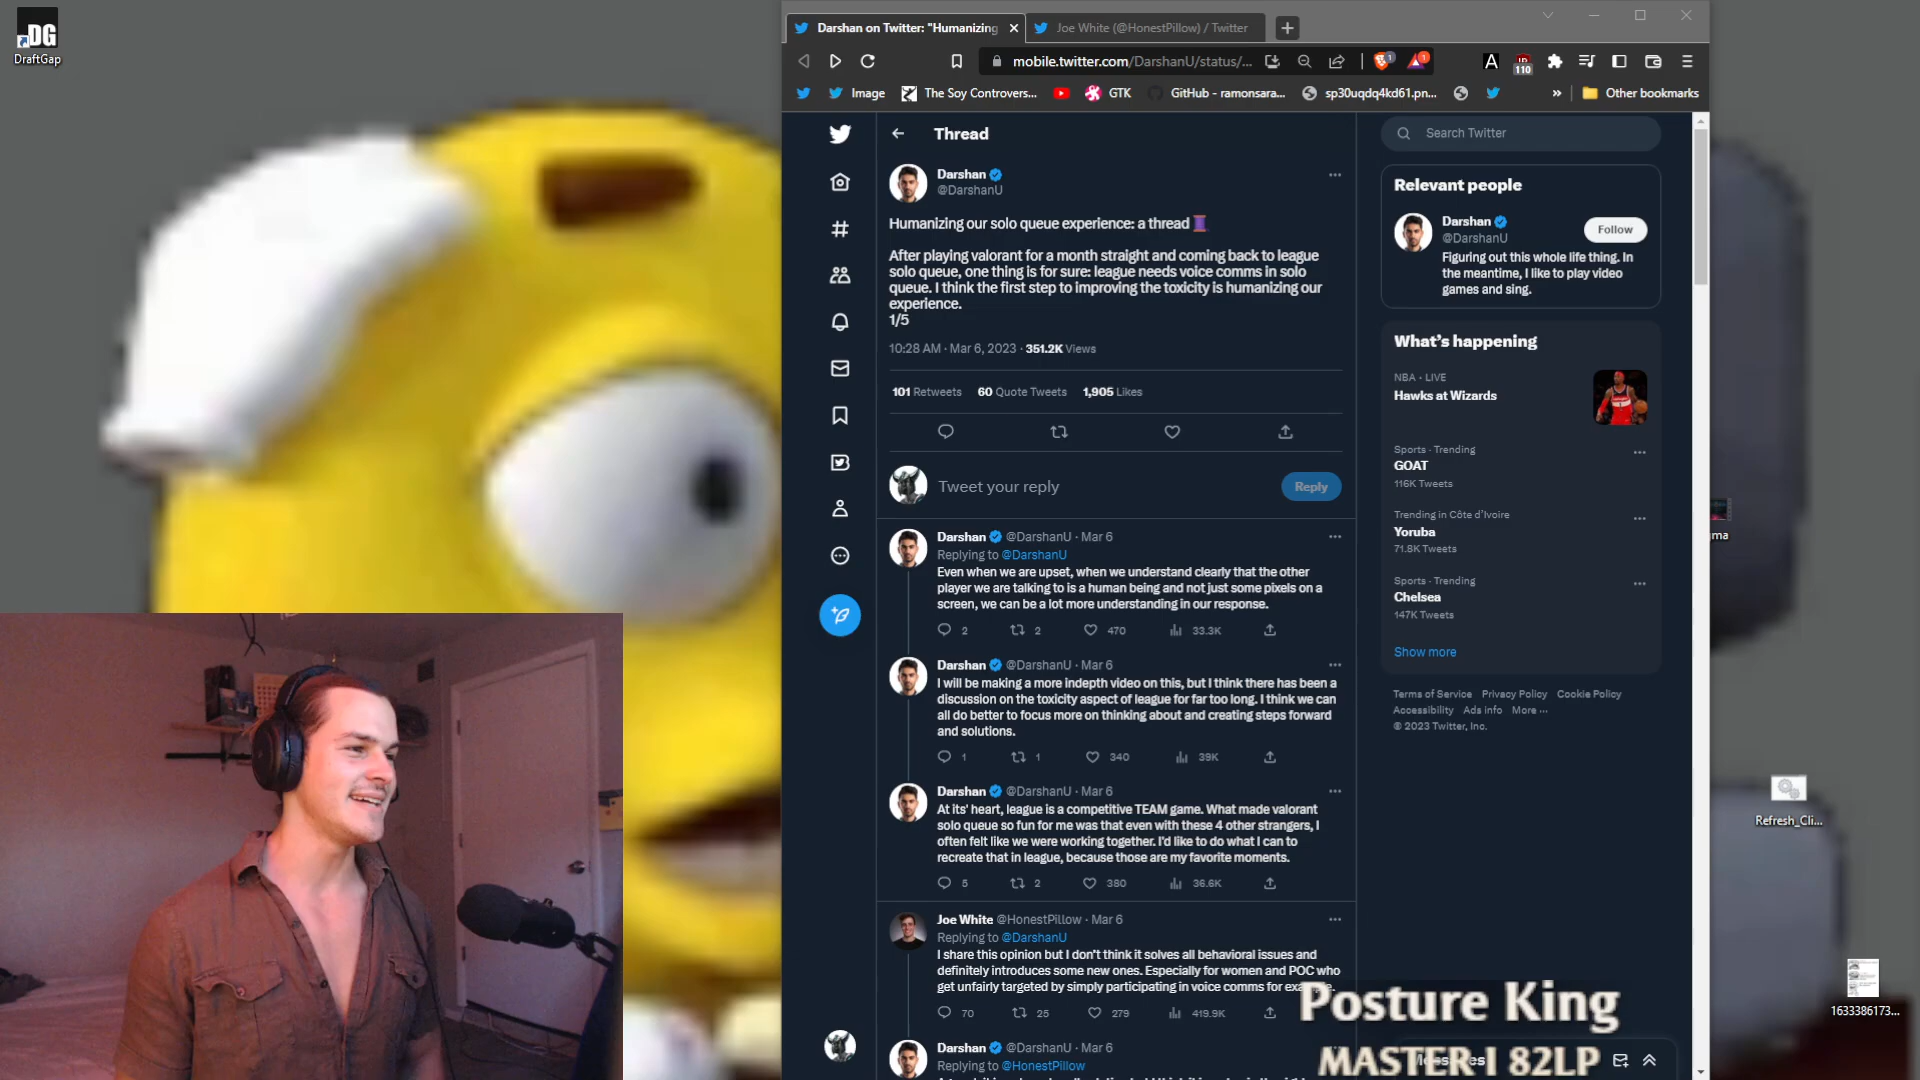 DG
DraftGap
Darshan on Twitter: "Humanizing
Joe White (@HonestPillow) / Twitter
mobile.twitter.com/DarshanU/status/...
1
1
A
110
Image
The Soy Controvers...
GTK
GitHub - ramonsara...
sp30uqdq4kd61.pn...
»
Other bookmarks
Thread
Search Twitter
Darshan
@DarshanU
Humanizing our solo queue experience: a thread
After playing valorant for a month straight and coming back to league
solo queue, one thing is for sure: league needs voice comms in solo
queue. I think the first step to improving the toxicity is humanizing our
experience.
1/5
10:28 AM · Mar 6, 2023 · 351.2K Views
101 Retweets 60 Quote Tweets 1,905 Likes
Tweet your reply
Reply
Darshan @DarshanU · Mar 6
Replying to @DarshanU
Even when we are upset, when we understand clearly that the other
player we are talking to is a human being and not just some pixels on a
screen, we can be a lot more understanding in our response.
2 2 470 33.3K
Darshan @DarshanU · Mar 6
I will be making a more indepth video on this, but I think there has been a
discussion on the toxicity aspect of league for far too long. I think we can
all do better to focus more on thinking about and creating steps forward
and solutions.
1 1 340 39K
Darshan @DarshanU · Mar 6
At its' heart, league is a competitive TEAM game. What made valorant
solo queue so fun for me was that even with these 4 other strangers, I
often felt like we were working together. I'd like to do what I can to
recreate that in league, because those are my favorite moments.
5 2 380 36.6K
Joe White @HonestPillow · Mar 6
Replying to @DarshanU
I share this opinion but I don't think it solves all behavioral issues and
definitely introduces some new ones. Especially for women and POC who
get unfairly targeted by simply participating in voice comms for
70 25 279 419.9K
Darshan @DarshanU · Mar 6
Replying to @HonestPillow
Relevant people
Darshan
@DarshanU
Follow
Figuring out this whole life thing. In
the meantime, I like to play video
games and sing.
What's happening
NBA · LIVE
Hawks at Wizards
Sports · Trending
GOAT
116K Tweets
Trending in Côte d'Ivoire
Yoruba
71.8K Tweets
Sports · Trending
Chelsea
147K Tweets
Show more
Terms of Service Privacy Policy Cookie Policy
Accessibility Ads info More ···
© 2023 Twitter, Inc.
Refresh_Cli...
1633386173...
Posture King
MASTER I 82LP